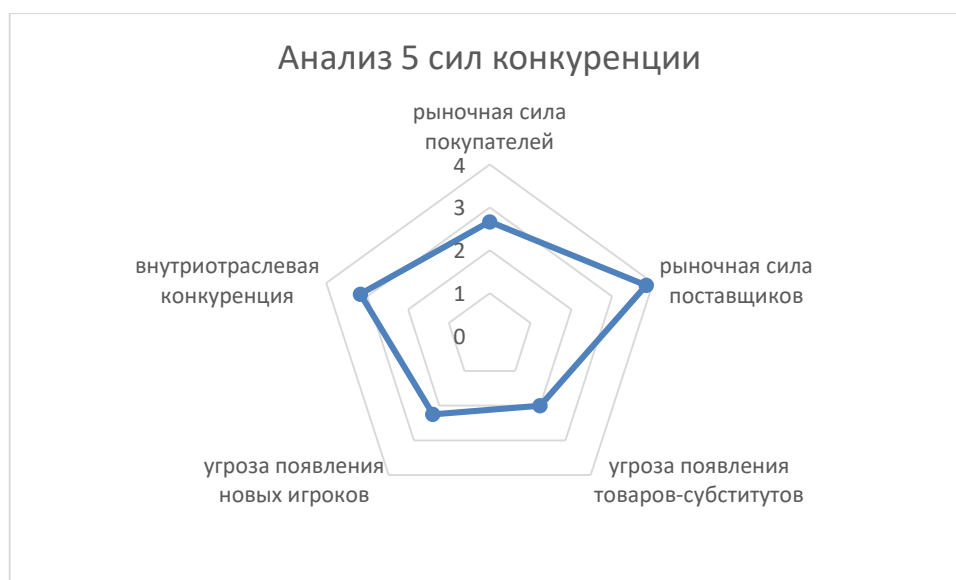 Анализ 5 сил конкуренции
рыночная сила
покупателей
4
3
2
1
0
рыночная сила
поставщиков
угроза появления
товаров-субститутов
угроза появления
новых игроков
внутриотраслевая
конкуренция